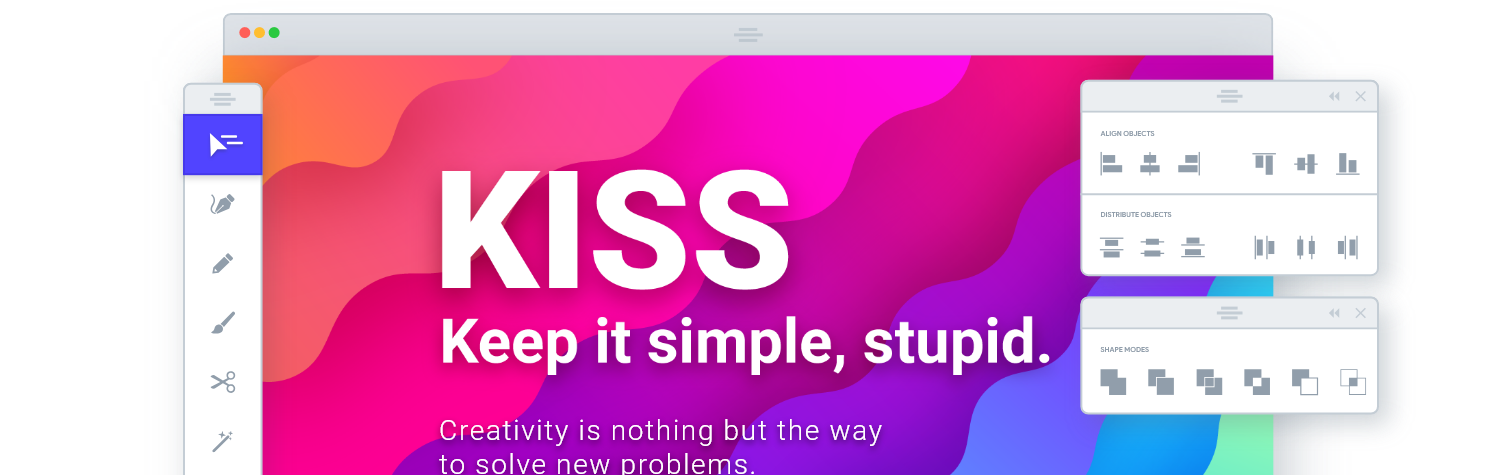 KISS
Keep it simple, stupid.
Creativity is nothing but the way
to solve new problems.
ALIGN OBJECTS
DISTRIBUTE OBJECTS
SHAPE MODES